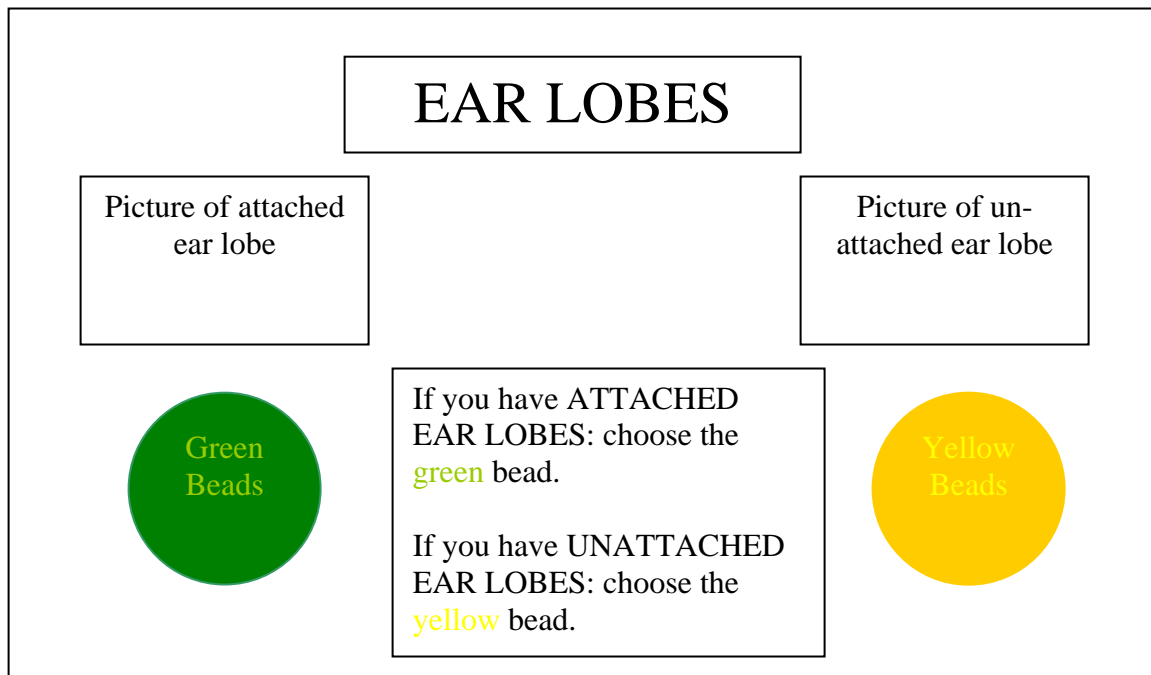 EAR LOBES
Picture of attached
ear lobe
Picture of un-
attached ear lobe
Green
Beads
If you have ATTACHED
EAR LOBES: choose the
green bead.
If you have UNATTACHED
EAR LOBES: choose the
yellow bead.
Yellow
Beads